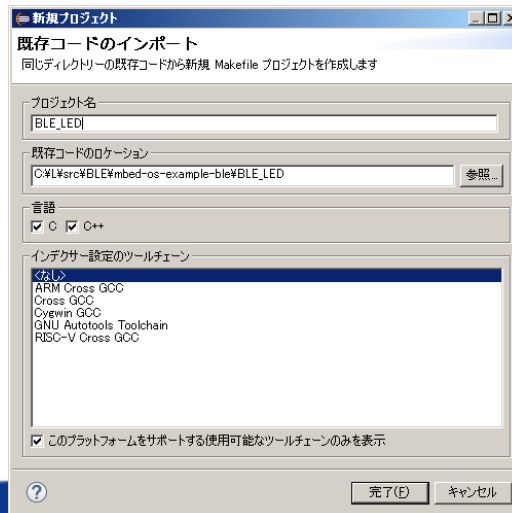 新規プロジェクト
既存コードのインポート
同じディレクトリーの既存コードから新規 Makefile プロジェクトを作成します
プロジェクト名
BLE_LED
既存コードのロケーション
C:¥L¥src¥BLE¥mbed-os-example-ble¥BLE_LED
参照...
言語
C C++
インデクサー設定のツールチェーン
<なし>
ARM Cross GCC
Cross GCC
Cygwin GCC
GNU Autotools Toolchain
RISC-V Cross GCC
このプラットフォームをサポートする使用可能なツールチェーンのみを表示
? 完了(F) キャンセル